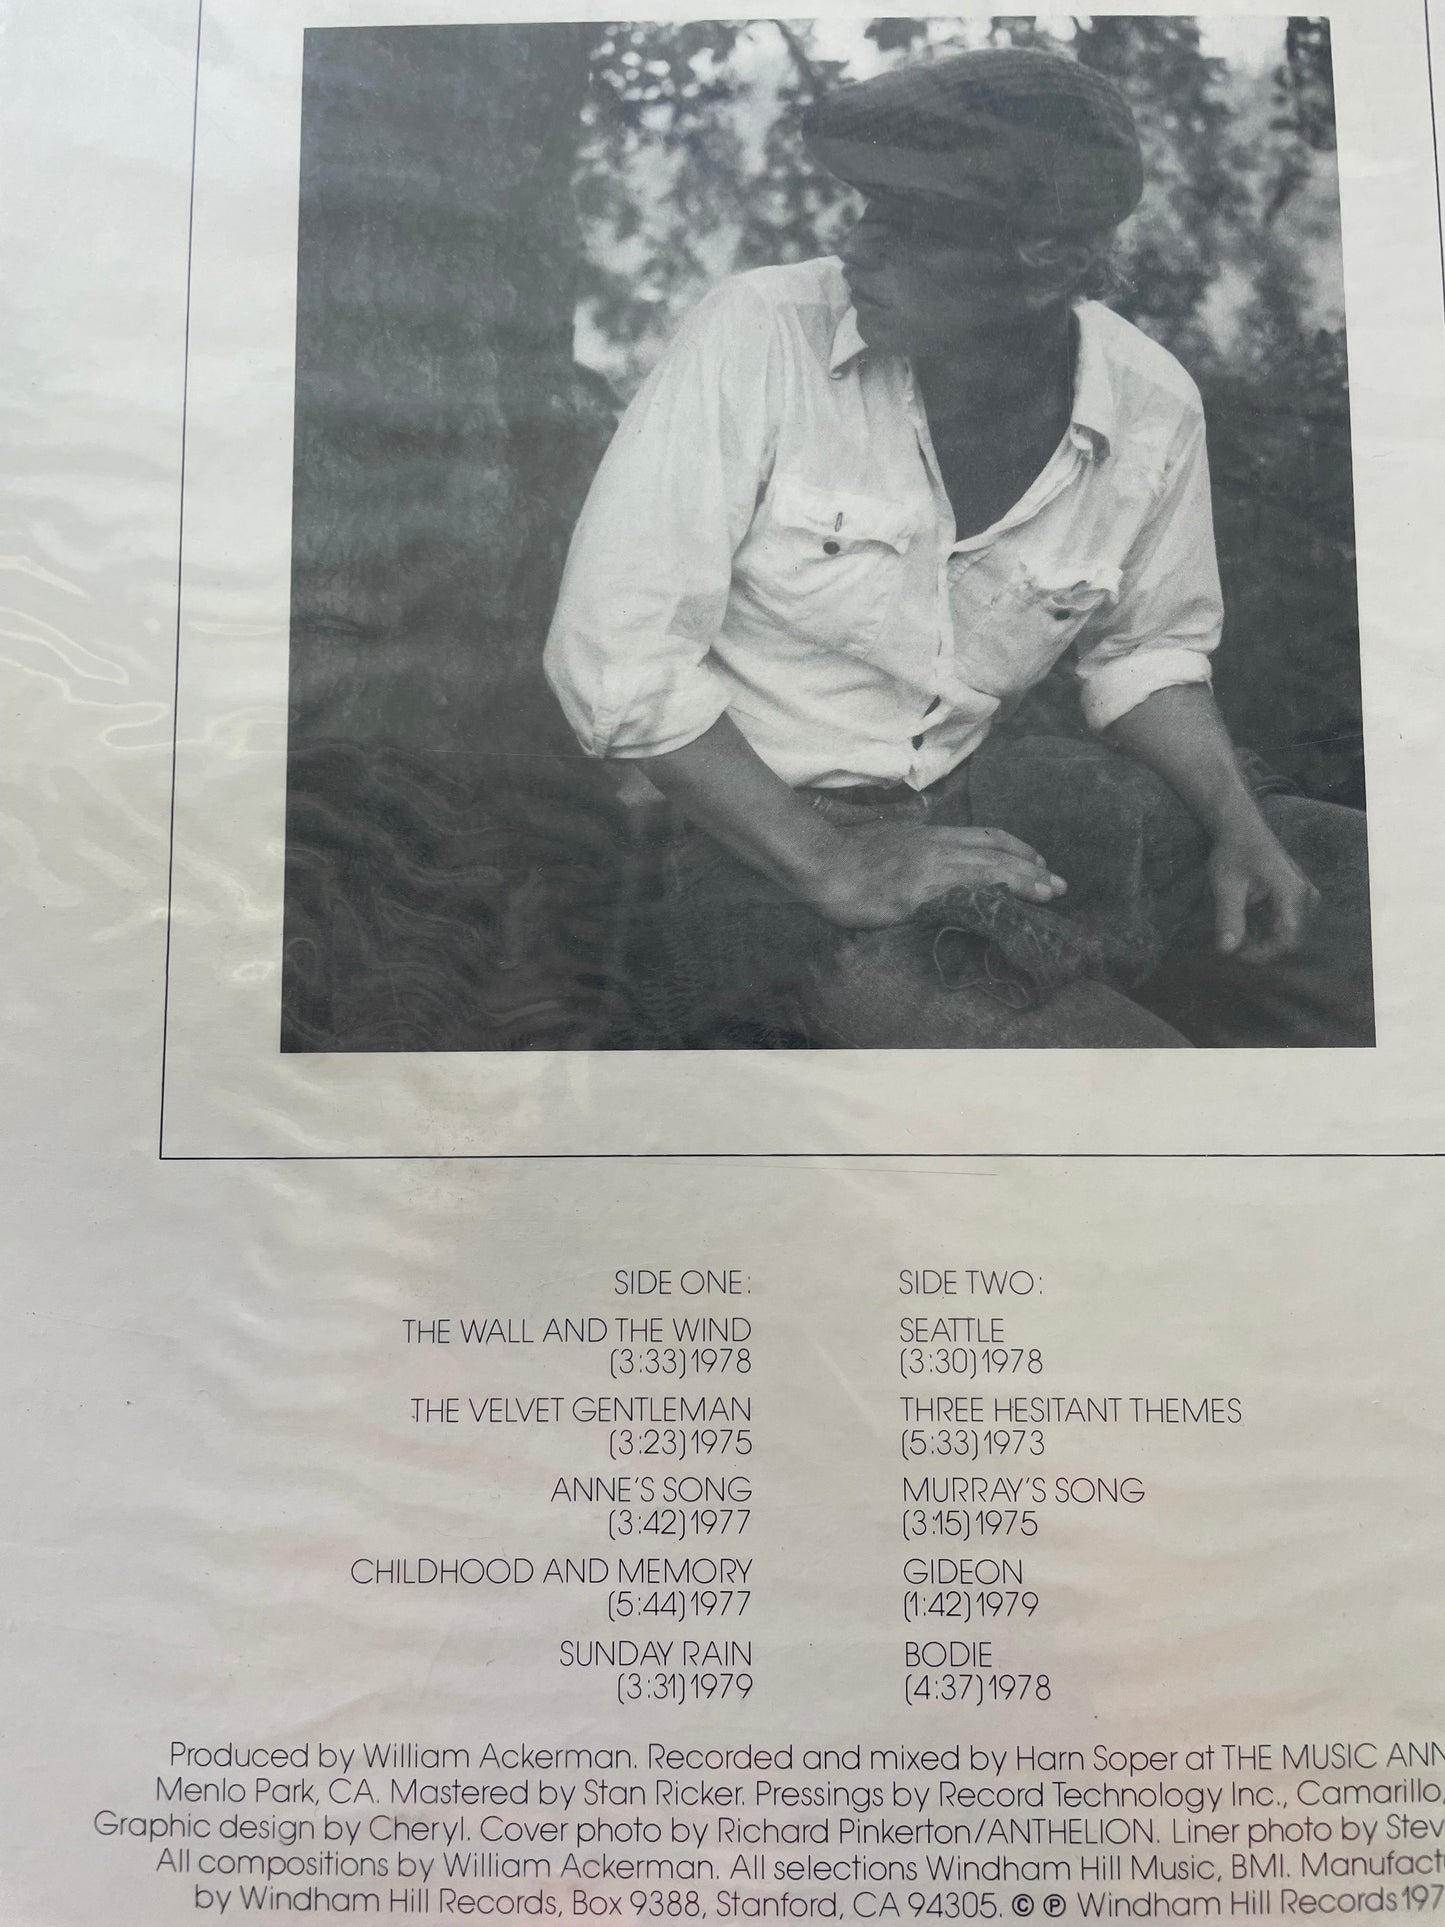 SIDE ONE:
THE WALL AND THE WIND
(3:33)1978
THE VELVET GENTLEMAN
(3:23)1975
ANNE'S SONG
(3:42)1977
CHILDHOOD AND MEMORY
(5:44)1977
SUNDAY RAIN
(3:31)1979
SIDE TWO:
SEATTLE
(3:30)1978
THREE HESITANT THEMES
(5:33)1973
MURRAY'S SONG
(3:15)1975
GIDEON
(1:42)1979
BODIE
(4:37)1978
Produced by William Ackerman. Recorded and mixed by Harn Soper at THE MUSIC ANN
Menlo Park, CA. Mastered by Stan Ricker. Pressings by Record Technology Inc., Camarillo,
Graphic design by Cheryl. Cover photo by Richard Pinkerton/ANTHELION. Liner photo by Stev
All compositions by William Ackerman. All selections Windham Hill Music, BMI. Manufact
by Windham Hill Records, Box 9388, Stanford, CA 94305. © ℗ Windham Hill Records 197